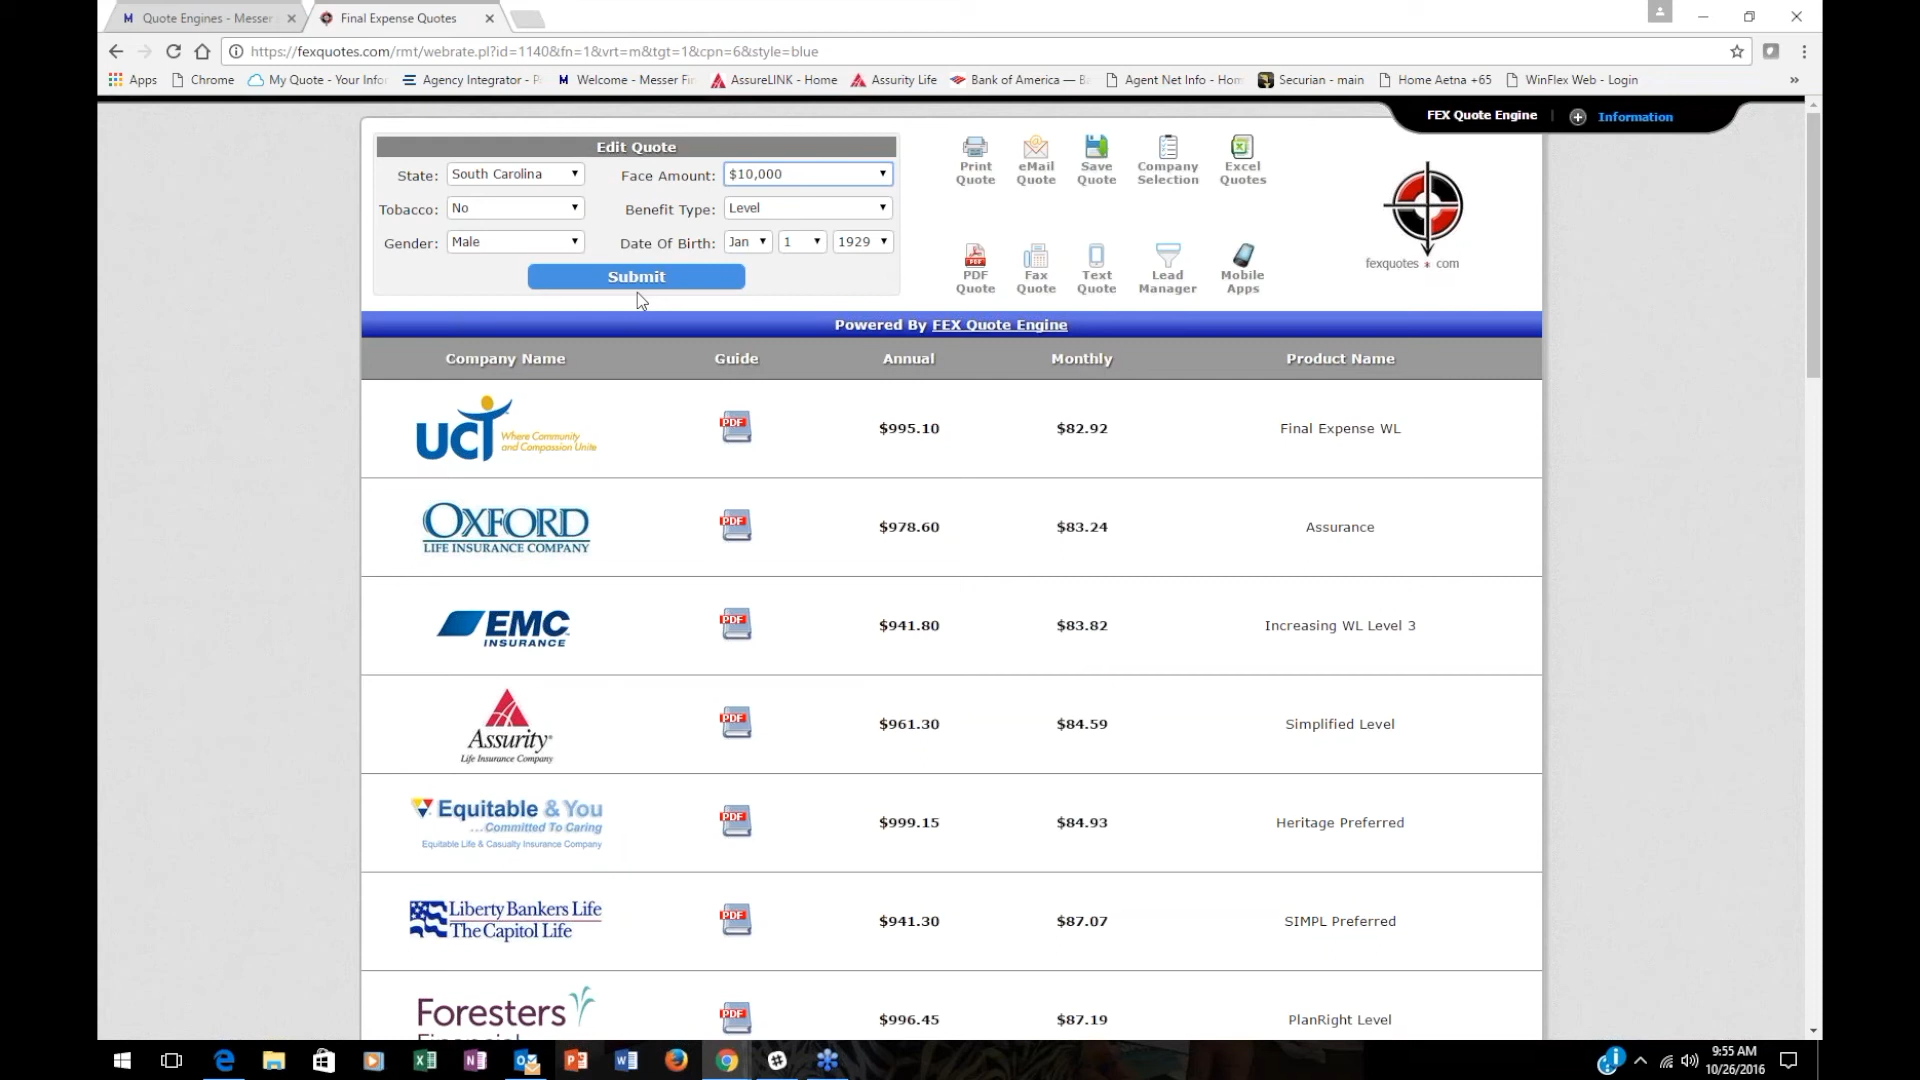 Quote Engines - Messer
Final Expense Quotes
https://fexquotes.com/rmt/webrate.pl?id=1140&fn=1&vrt=m&tgt=1&cpn=6&style=blue
Apps
Chrome
My Quote - Your Infor
Agency Integrator - P
Welcome - Messer Fin
AssureLINK - Home
Assurity Life
Bank of America — B
Agent Net Info - Hom
Securian - main
Home Aetna +65
WinFlex Web - Login
»
FEX Quote Engine
Information
Edit Quote
State: South Carolina
Face Amount: $10,000
Tobacco: No
Benefit Type: Level
Gender: Male
Date Of Birth: Jan 1 1929
Submit
Print Quote
eMail Quote
Save Quote
Company Selection
Excel Quotes
PDF Quote
Fax Quote
Text Quote
Lead Manager
Mobile Apps
fexquotes com
Powered By FEX Quote Engine
Company Name Guide Annual Monthly Product Name
UCT Where Community
and Compassion Unite
PDF $995.10 $82.92 Final Expense WL
OXFORD
LIFE INSURANCE COMPANY
PDF $978.60 $83.24 Assurance
EMC
INSURANCE
PDF $941.80 $83.82 Increasing WL Level 3
Assurity
Life Insurance Company
PDF $961.30 $84.59 Simplified Level
Equitable & You
...Committed To Caring
Equitable Life & Casualty Insurance Company
PDF $999.15 $84.93 Heritage Preferred
Liberty Bankers Life
The Capitol Life
PDF $941.30 $87.07 SIMPL Preferred
Foresters
Financial
PDF $996.45 $87.19 PlanRight Level
9:55 AM
10/26/2016